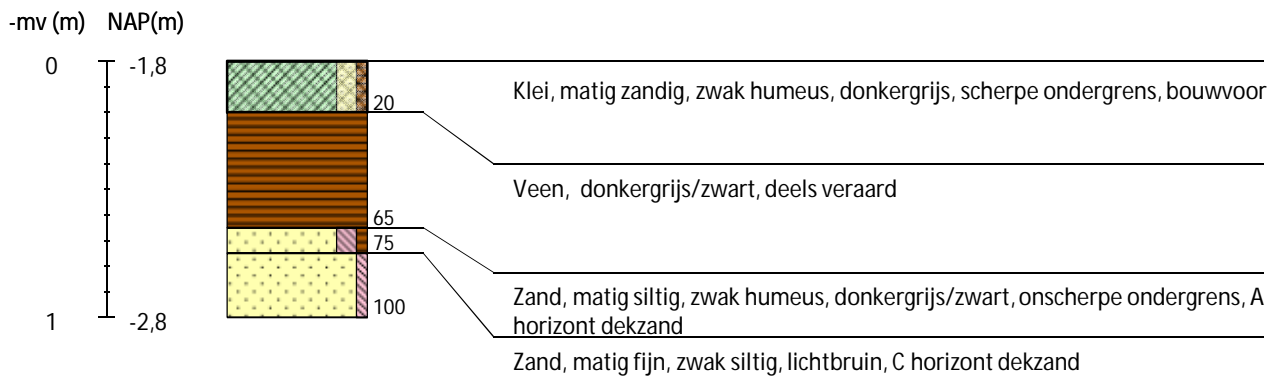 -mv (m) NAP(m)
0 -1,8
20
Klei, matig zandig, zwak humeus, donkergrijs, scherpe ondergrens, bouwvoor
Veen, donkergrijs/zwart, deels veraard
65
75
Zand, matig siltig, zwak humeus, donkergrijs/zwart, onscherpe ondergrens, A
horizont dekzand
100
1 -2,8
Zand, matig fijn, zwak siltig, lichtbruin, C horizont dekzand